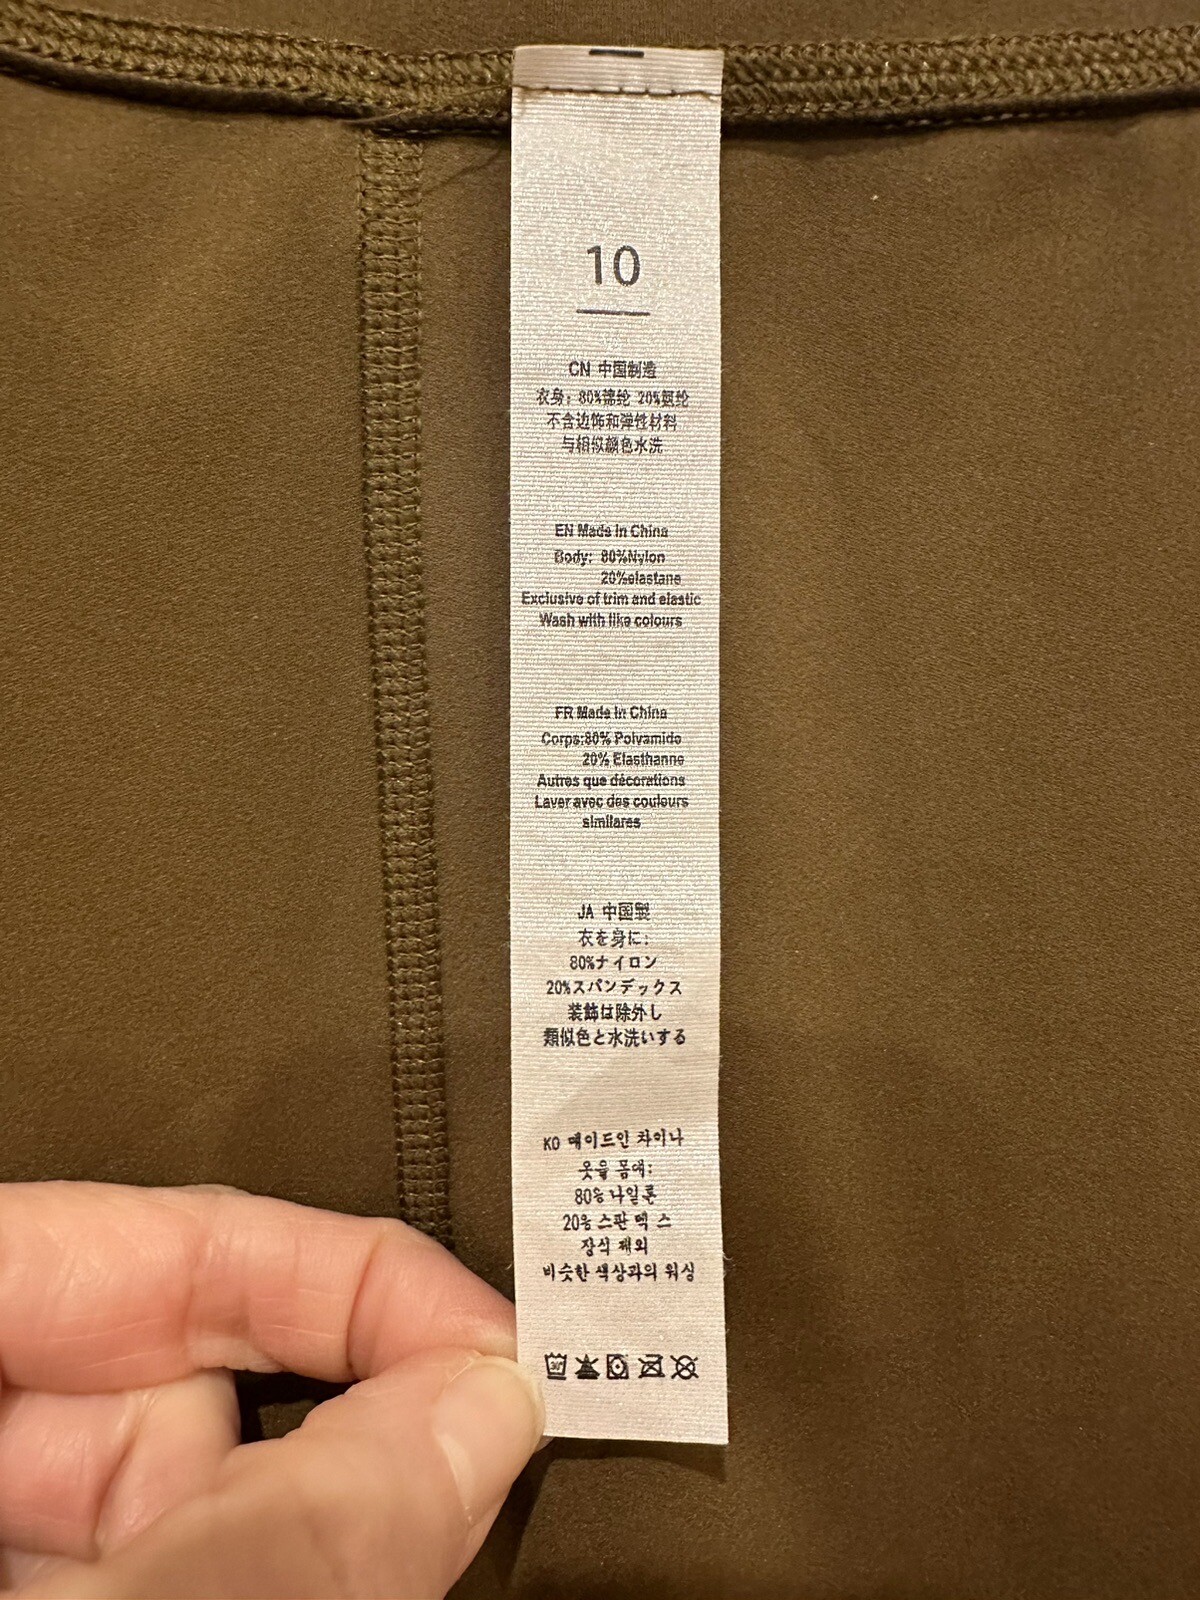 10
CN 中国制造
衣身: 80%锦纶 20%氨纶
不含边饰和弹性材料
与相似颜色水洗
EN Made In China
Body: 80%Nylon
20%elastane
Exclusive of trim and elastic
Wash with like colours
FR Made In China
Corps:80% Polyamide
20% Elasthanne
Autres que décorations
Laver avec des couleurs
similares
JA 中国製
衣を身に:
80%ナイロン
20%スパンデックス
装飾は除外し
類似色と水洗いする
KO 메이드인 차이나
옷을 몸에:
80% 나일론
20% 스판 덱 스
장식 제외
비슷한 색상과의 워싱
30°